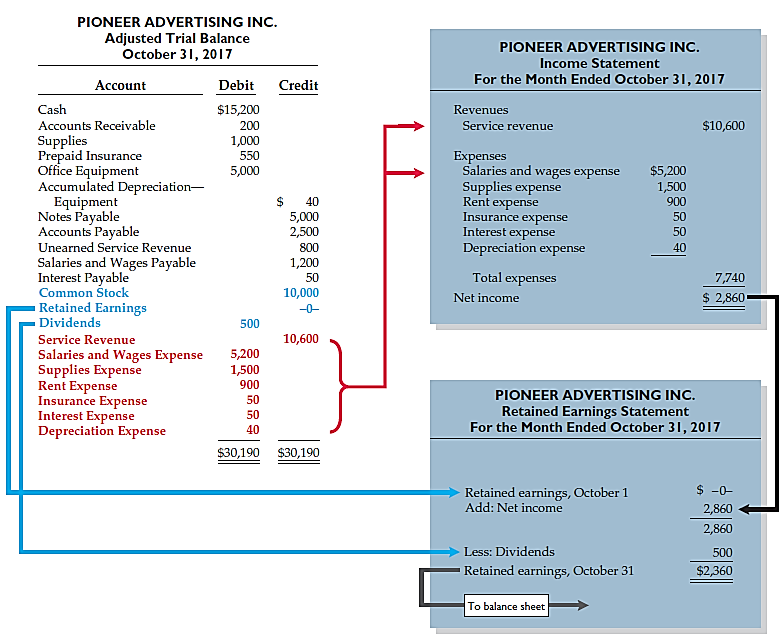 PIONEER ADVERTISING INC.
Adjusted Trial Balance
October 31, 2017
Account Debit Credit
Cash $15,200
Accounts Receivable 200
Supplies 1,000
Prepaid Insurance 550
Office Equipment 5,000
Accumulated Depreciation—
Equipment $ 40
Notes Payable 5,000
Accounts Payable 2,500
Unearned Service Revenue 800
Salaries and Wages Payable 1,200
Interest Payable 50
Common Stock 10,000
Retained Earnings –0–
Dividends 500
Service Revenue 10,600
Salaries and Wages Expense 5,200
Supplies Expense 1,500
Rent Expense 900
Insurance Expense 50
Interest Expense 50
Depreciation Expense 40
$30,190 $30,190
PIONEER ADVERTISING INC.
Income Statement
For the Month Ended October 31, 2017
Revenues
Service revenue $10,600
Expenses
Salaries and wages expense $5,200
Supplies expense 1,500
Rent expense 900
Insurance expense 50
Interest expense 50
Depreciation expense 40
Total expenses 7,740
Net income $ 2,860
PIONEER ADVERTISING INC.
Retained Earnings Statement
For the Month Ended October 31, 2017
Retained earnings, October 1 $ –0–
Add: Net income 2,860
2,860
Less: Dividends 500
Retained earnings, October 31 $2,360
To balance sheet